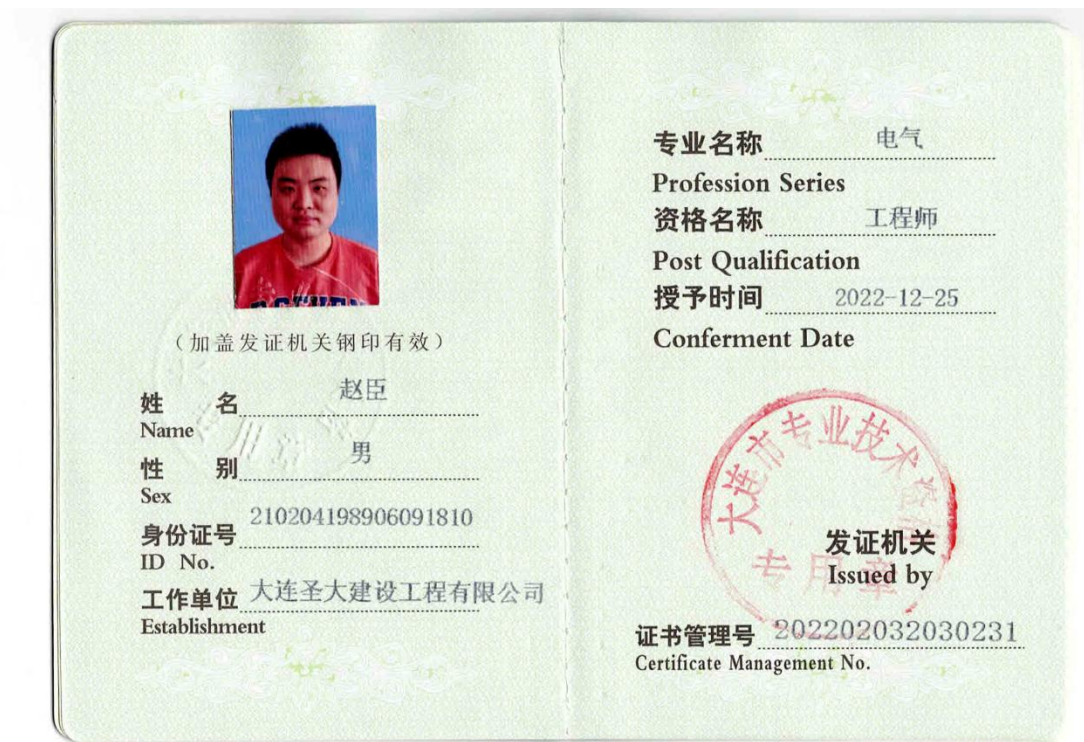 （加盖发证机关钢印有效）
姓 名 赵臣
Name
性 别 男
Sex
身份证号 210204198906091810
ID No.
工作单位 大连圣大建设工程有限公司
Establishment
专业名称 电气
Profession Series
资格名称 工程师
Post Qualification
授予时间 2022-12-25
Conferment Date
大连市专业技术资
专用章
发证机关
Issued by
证书管理号 202202032030231
Certificate Management No.